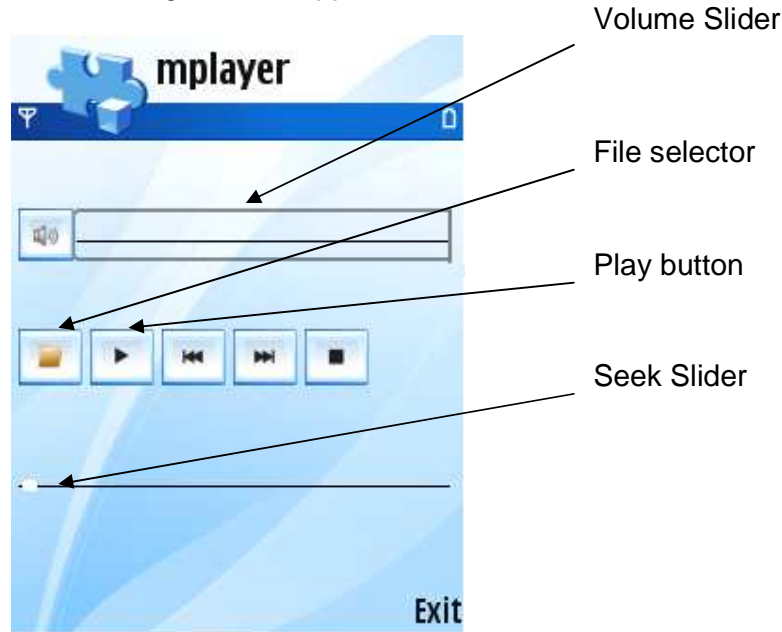 Volume Slider
mplayer
File selector
Play button
Seek Slider
Exit